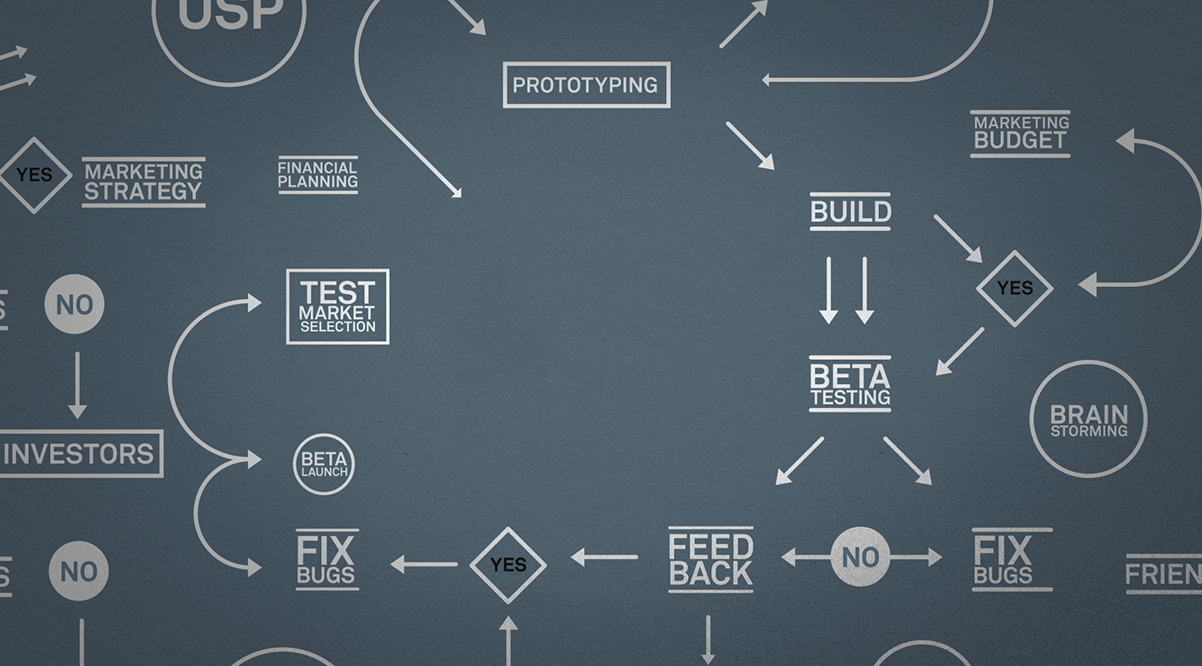 USP
PROTOTYPING
MARKETING
BUDGET
YES
MARKETING
STRATEGY
FINANCIAL
PLANNING
BUILD
NO
TEST
MARKET
SELECTION
YES
BETA
TESTING
BRAIN
STORMING
INVESTORS
BETA
LAUNCH
S
NO
FIX
BUGS
YES
FEED
BACK
NO
FIX
BUGS
FRIEN